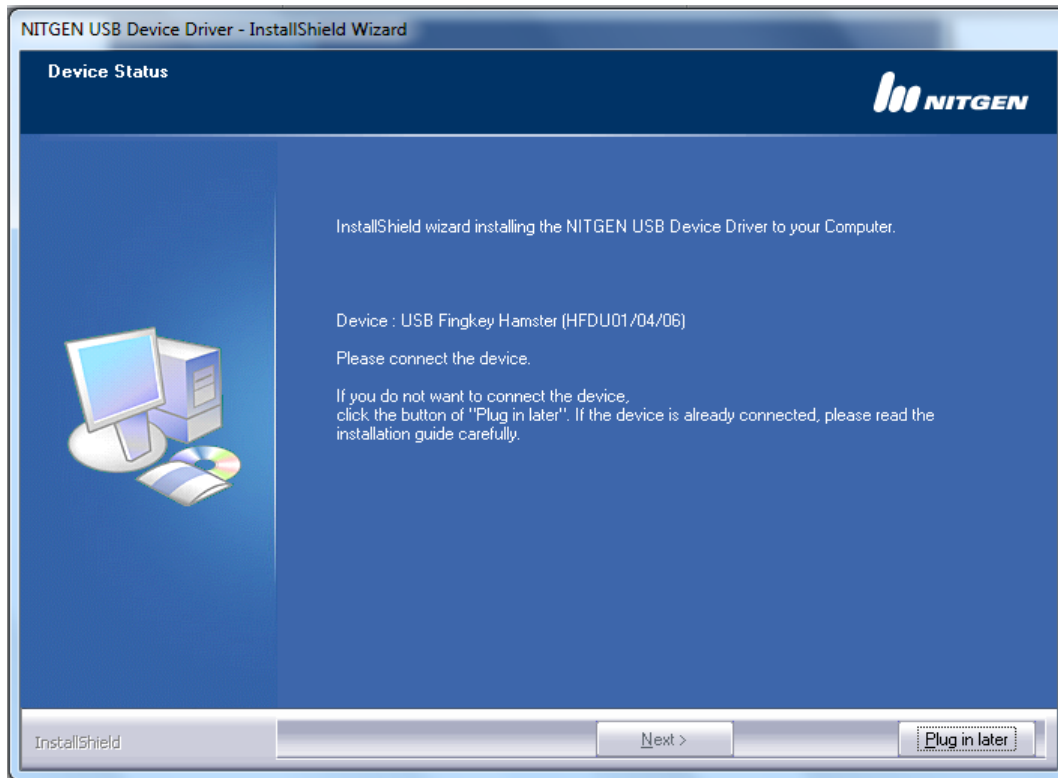 NITGEN USB Device Driver - InstallShield Wizard
Device Status
NITGEN
InstallShield wizard installing the NITGEN USB Device Driver to your Computer.
Device : USB Fingkey Hamster (HFDU01/04/06)
Please connect the device.
If you do not want to connect the device,
click the button of "Plug in later". If the device is already connected, please read the
installation guide carefully.
InstallShield
Next >
Plug in later